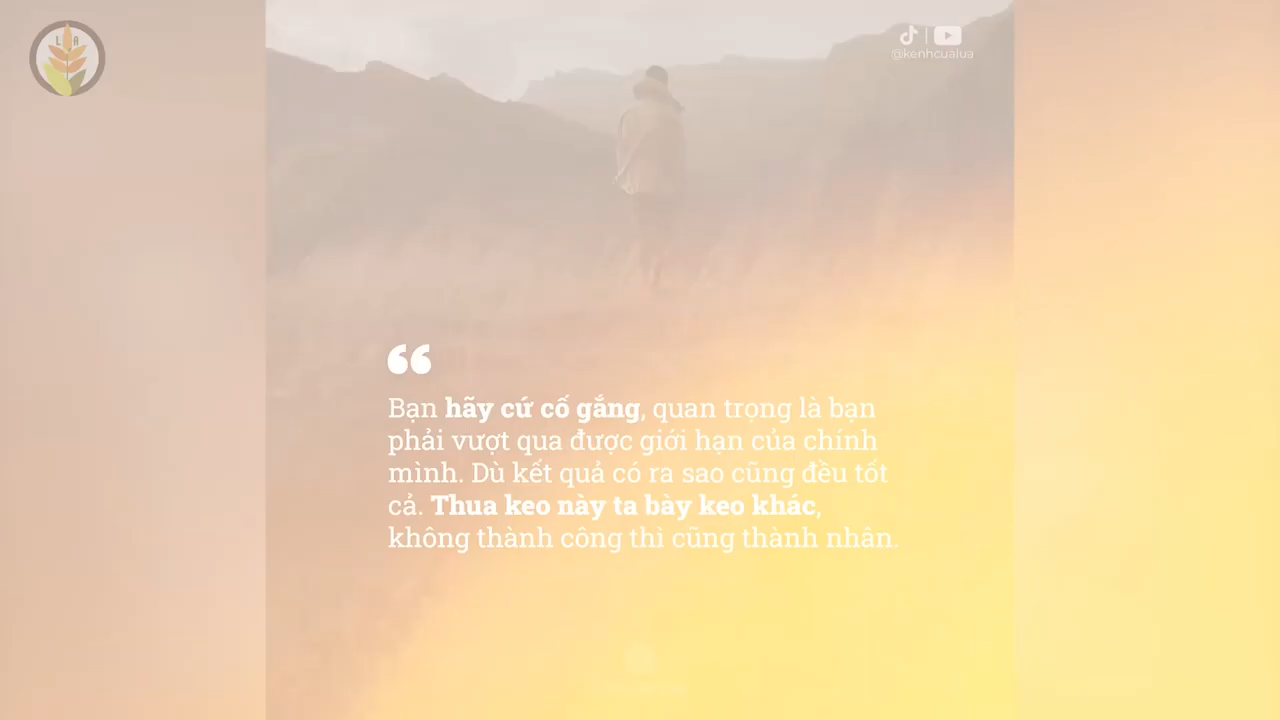 L A
@kenhcualua
“
Bạn hãy cứ cố gắng, quan trọng là bạn
phải vượt qua được giới hạn của chính
mình. Dù kết quả có ra sao cũng đều tốt
cả. Thua keo này ta bày keo khác,
không thành công thì cũng thành nhân.